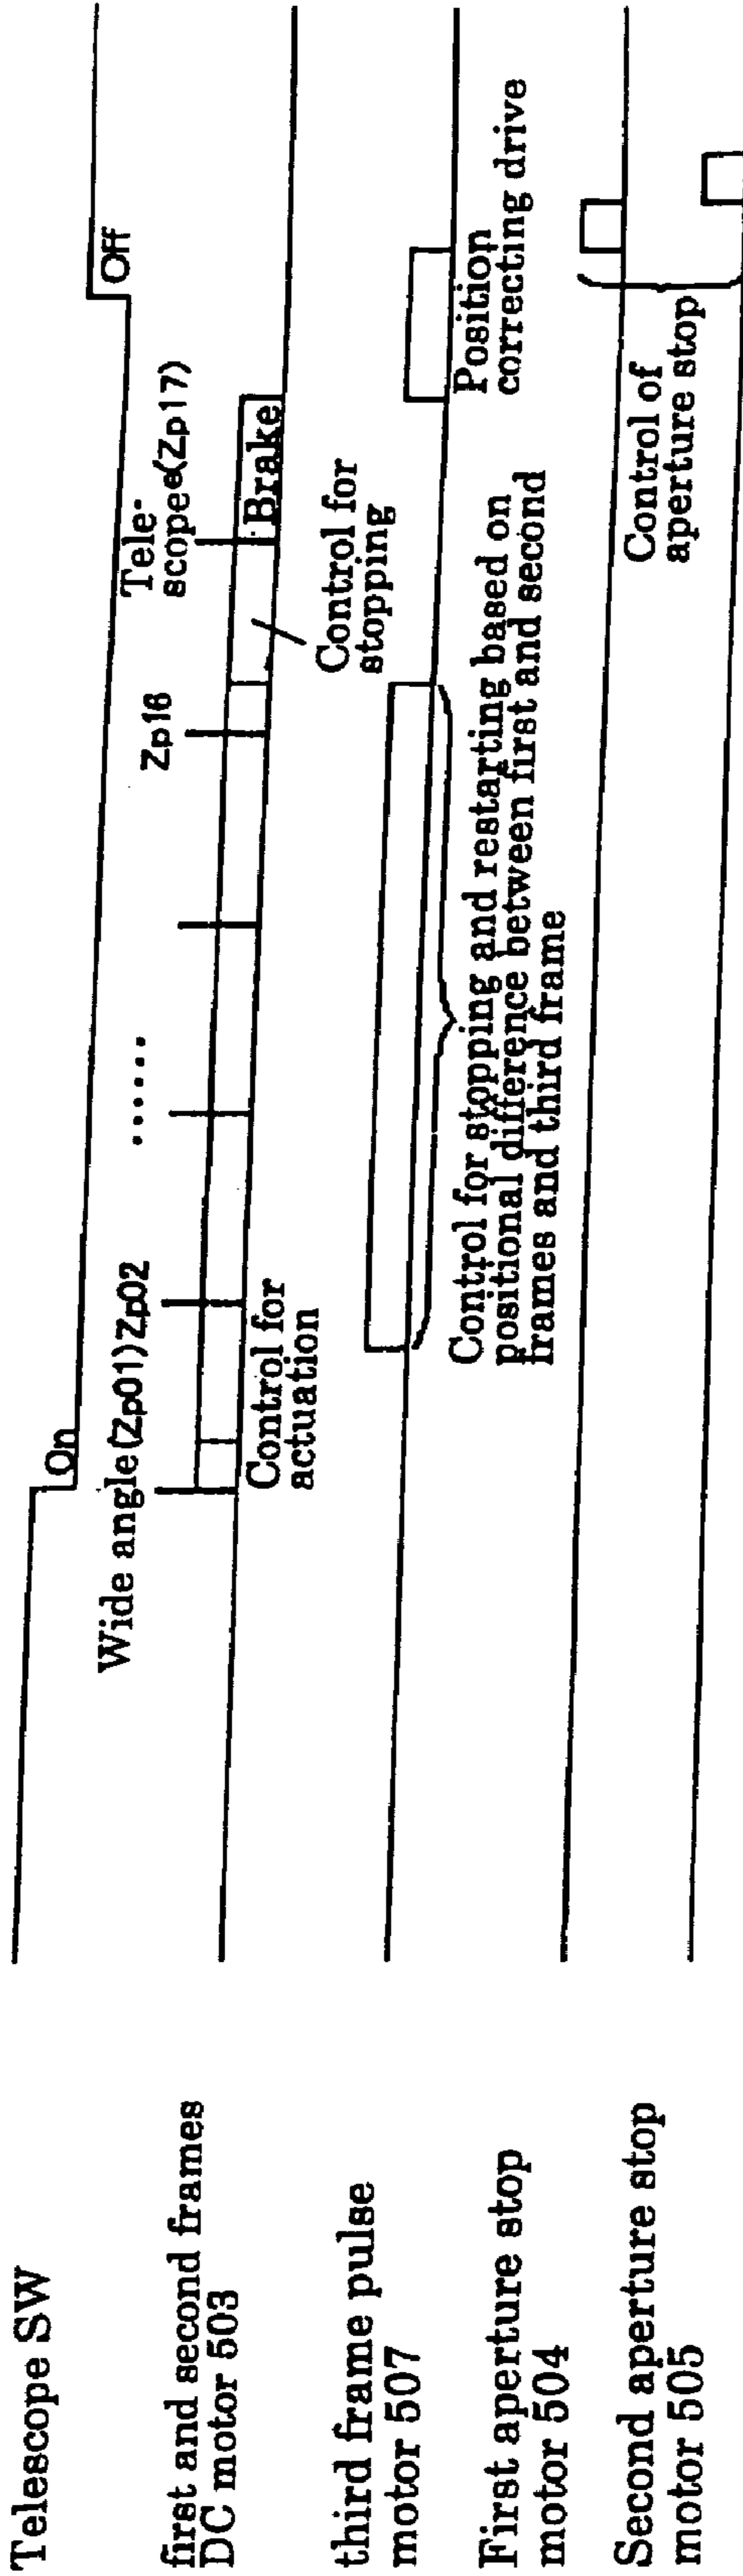 Telescope SW
On
Off
first and second frames
DC motor 503
Wide angle(Zp01)
Zp02
......
Zp16
Tele-
scope(Zp17)
Control for
actuation
Control for
stopping
Brake
third frame pulse
motor 507
Control for stopping and restarting based on
positional difference between first and second
frames and third frame
Position
correcting drive
First aperture stop
motor 504
Control of
aperture stop
Second aperture stop
motor 505